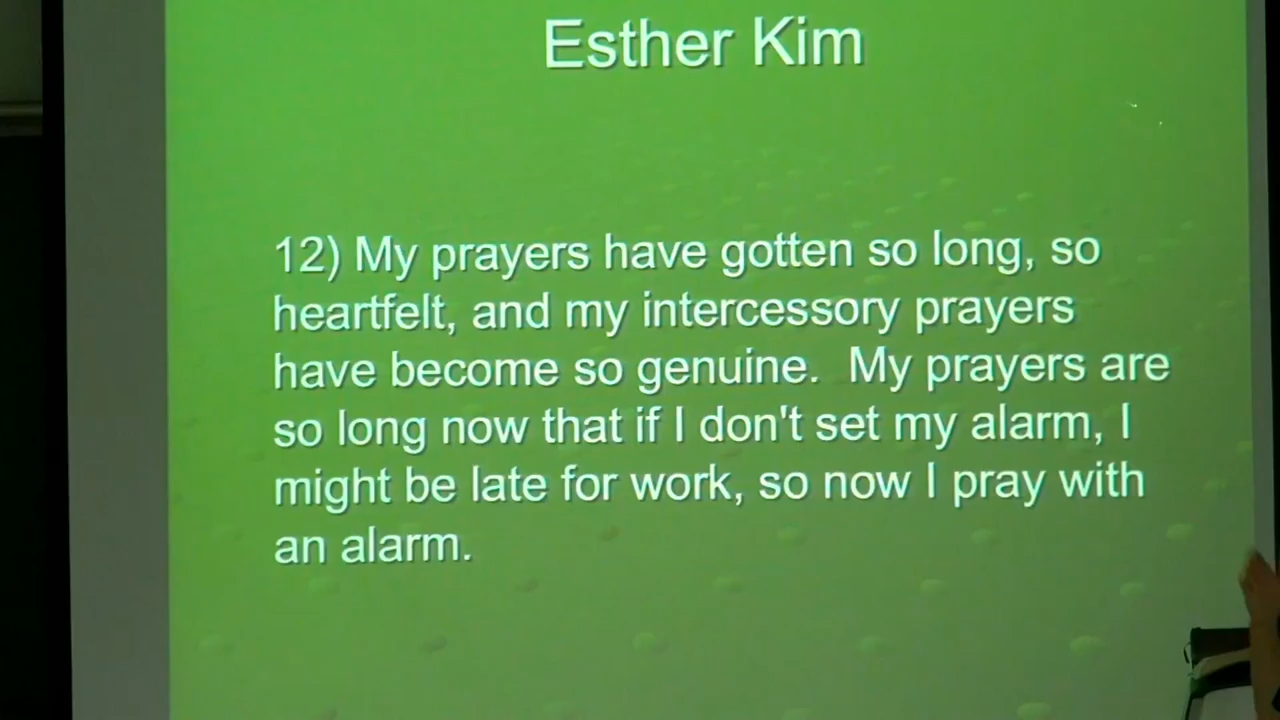 Esther Kim
12) My prayers have gotten so long, so
heartfelt, and my intercessory prayers
have become so genuine.  My prayers are
so long now that if I don't set my alarm, I
might be late for work, so now I pray with
an alarm.